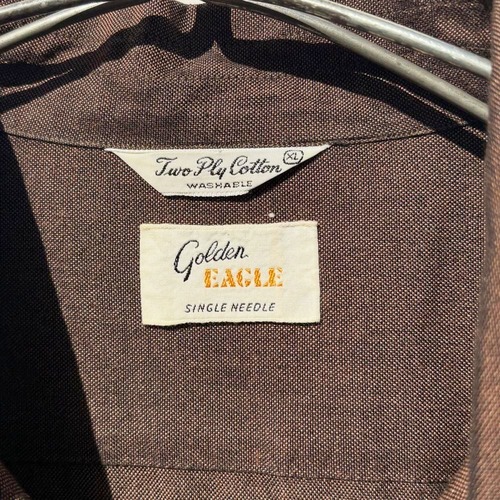 Two Ply Cotton XL
WASHABLE
Golden
EAGLE
SINGLE NEEDLE